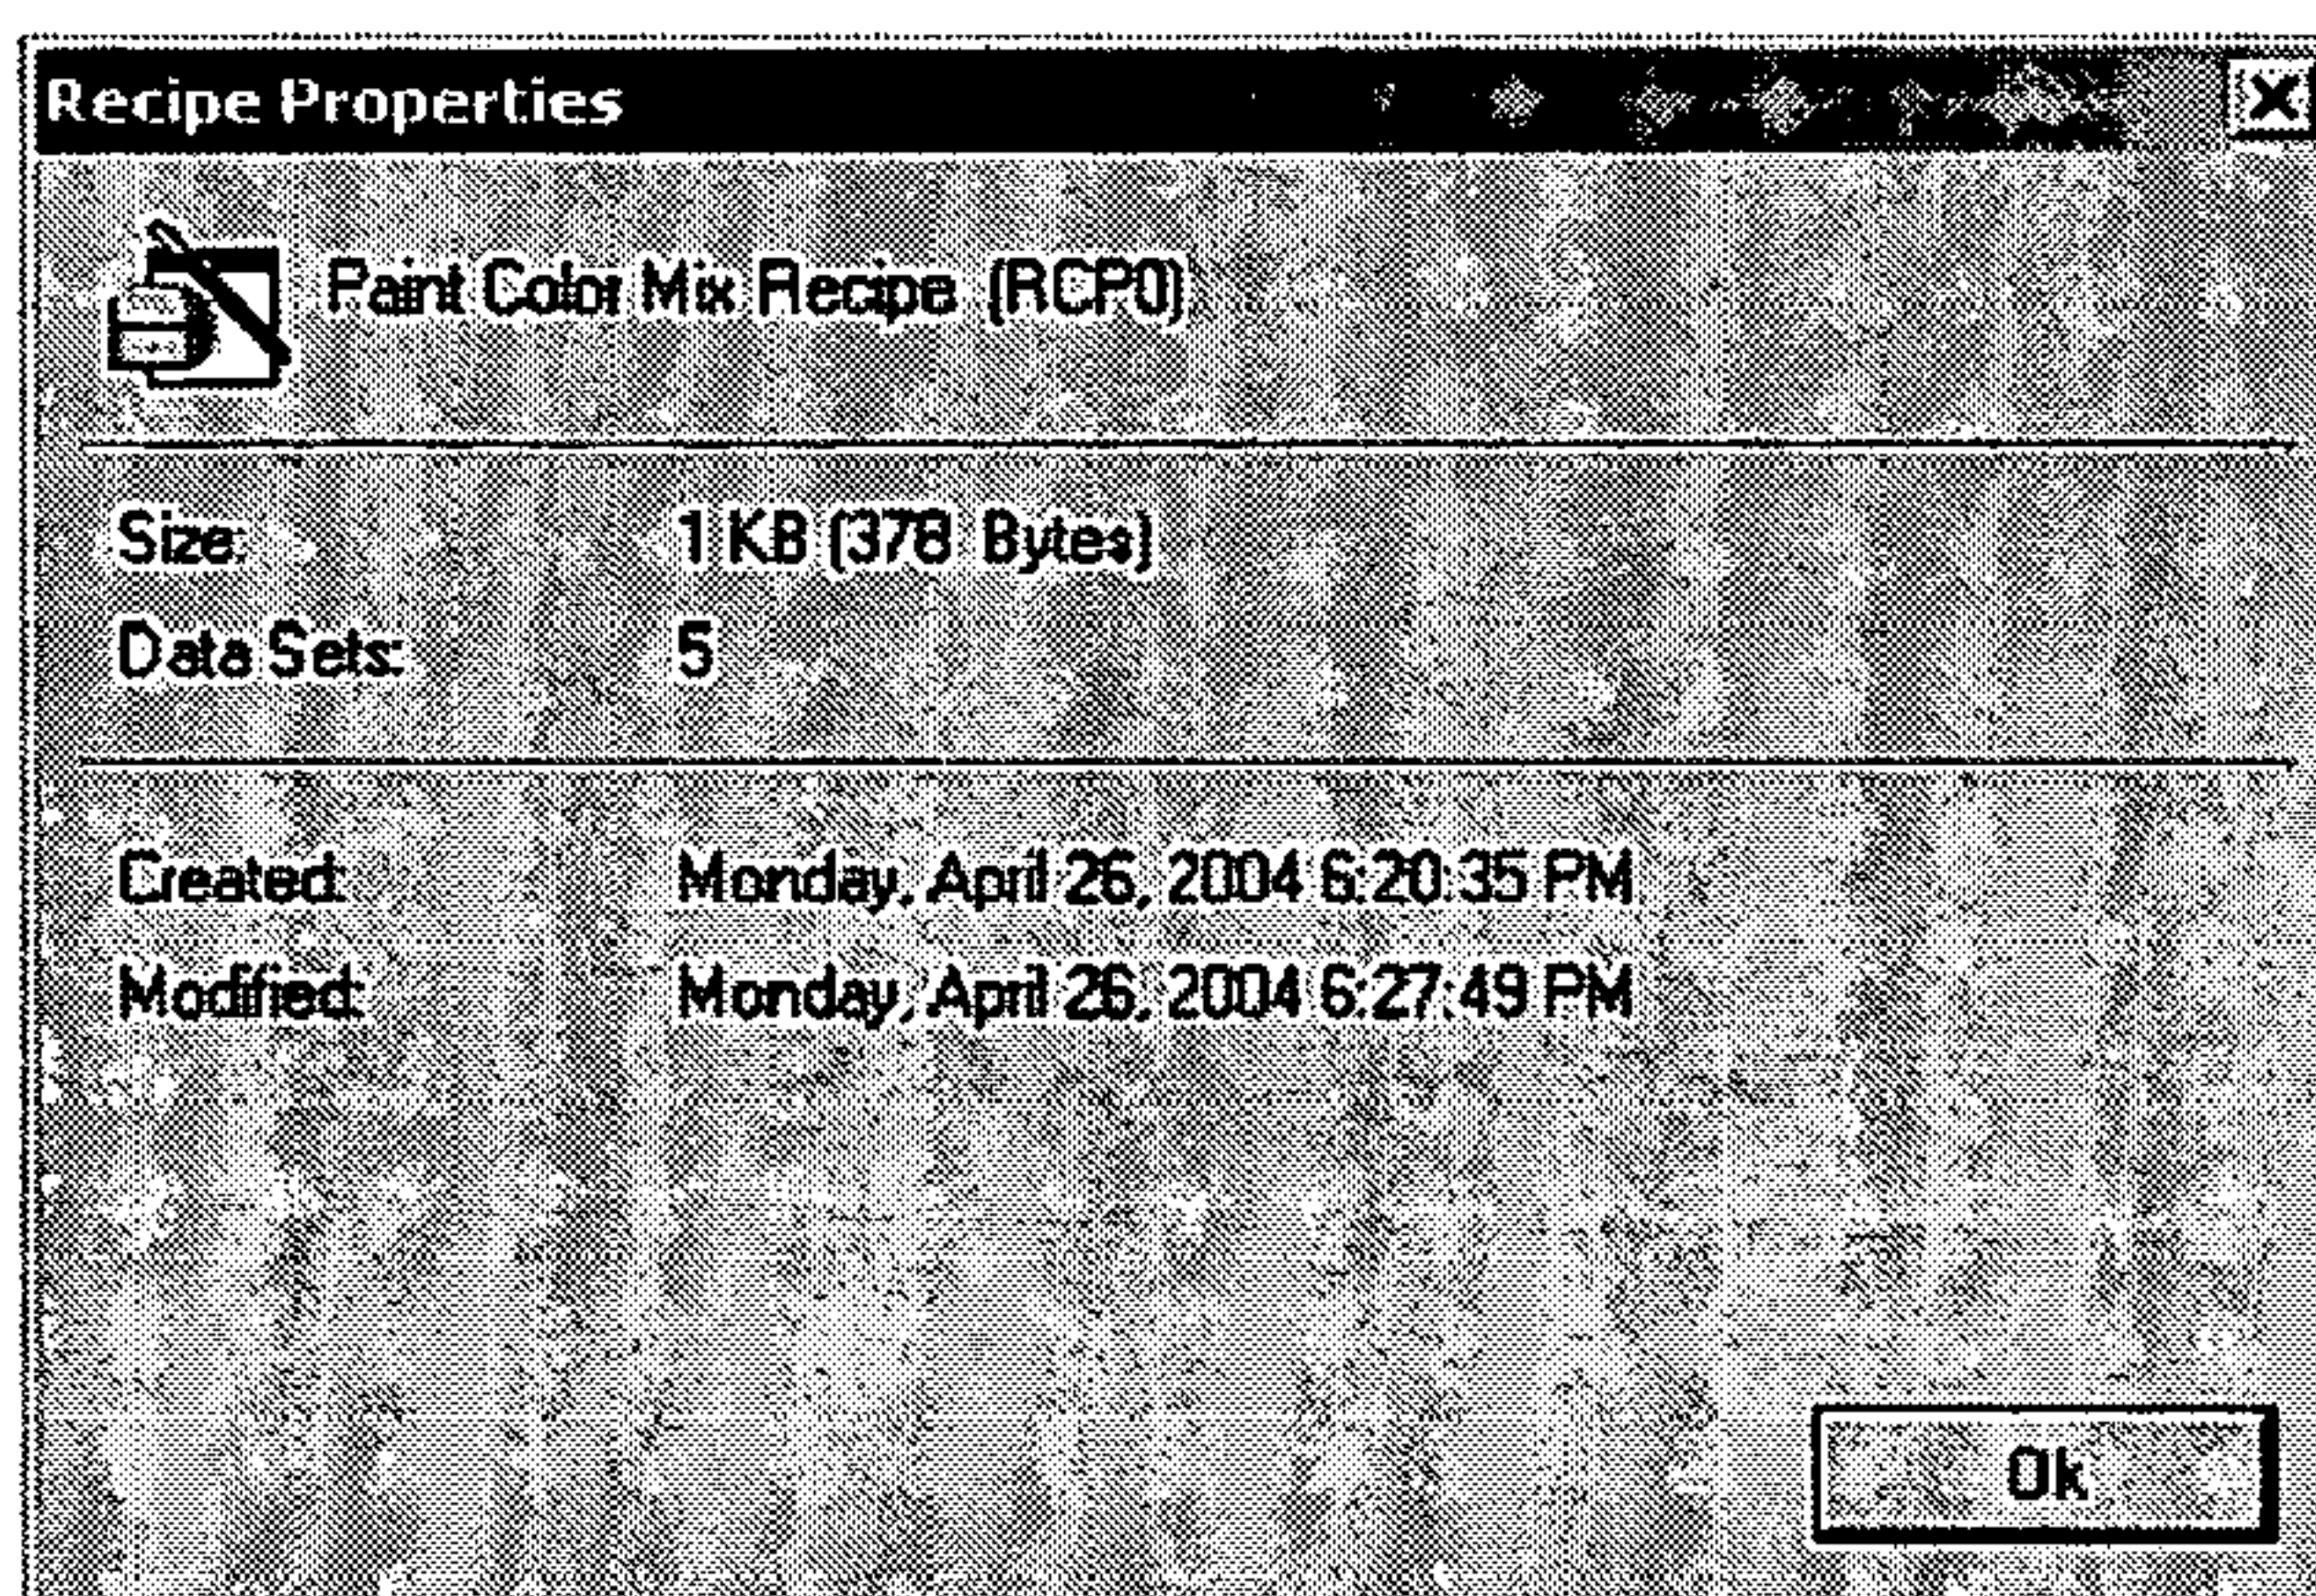 Recipe Properties
Paint Color Mix Recipe (RCP0)
Size: 1 KB (378 Bytes)
Data Sets: 5
Created: Monday, April 26, 2004 6:20:35 PM
Modified: Monday, April 26, 2004 6:27:49 PM
Ok